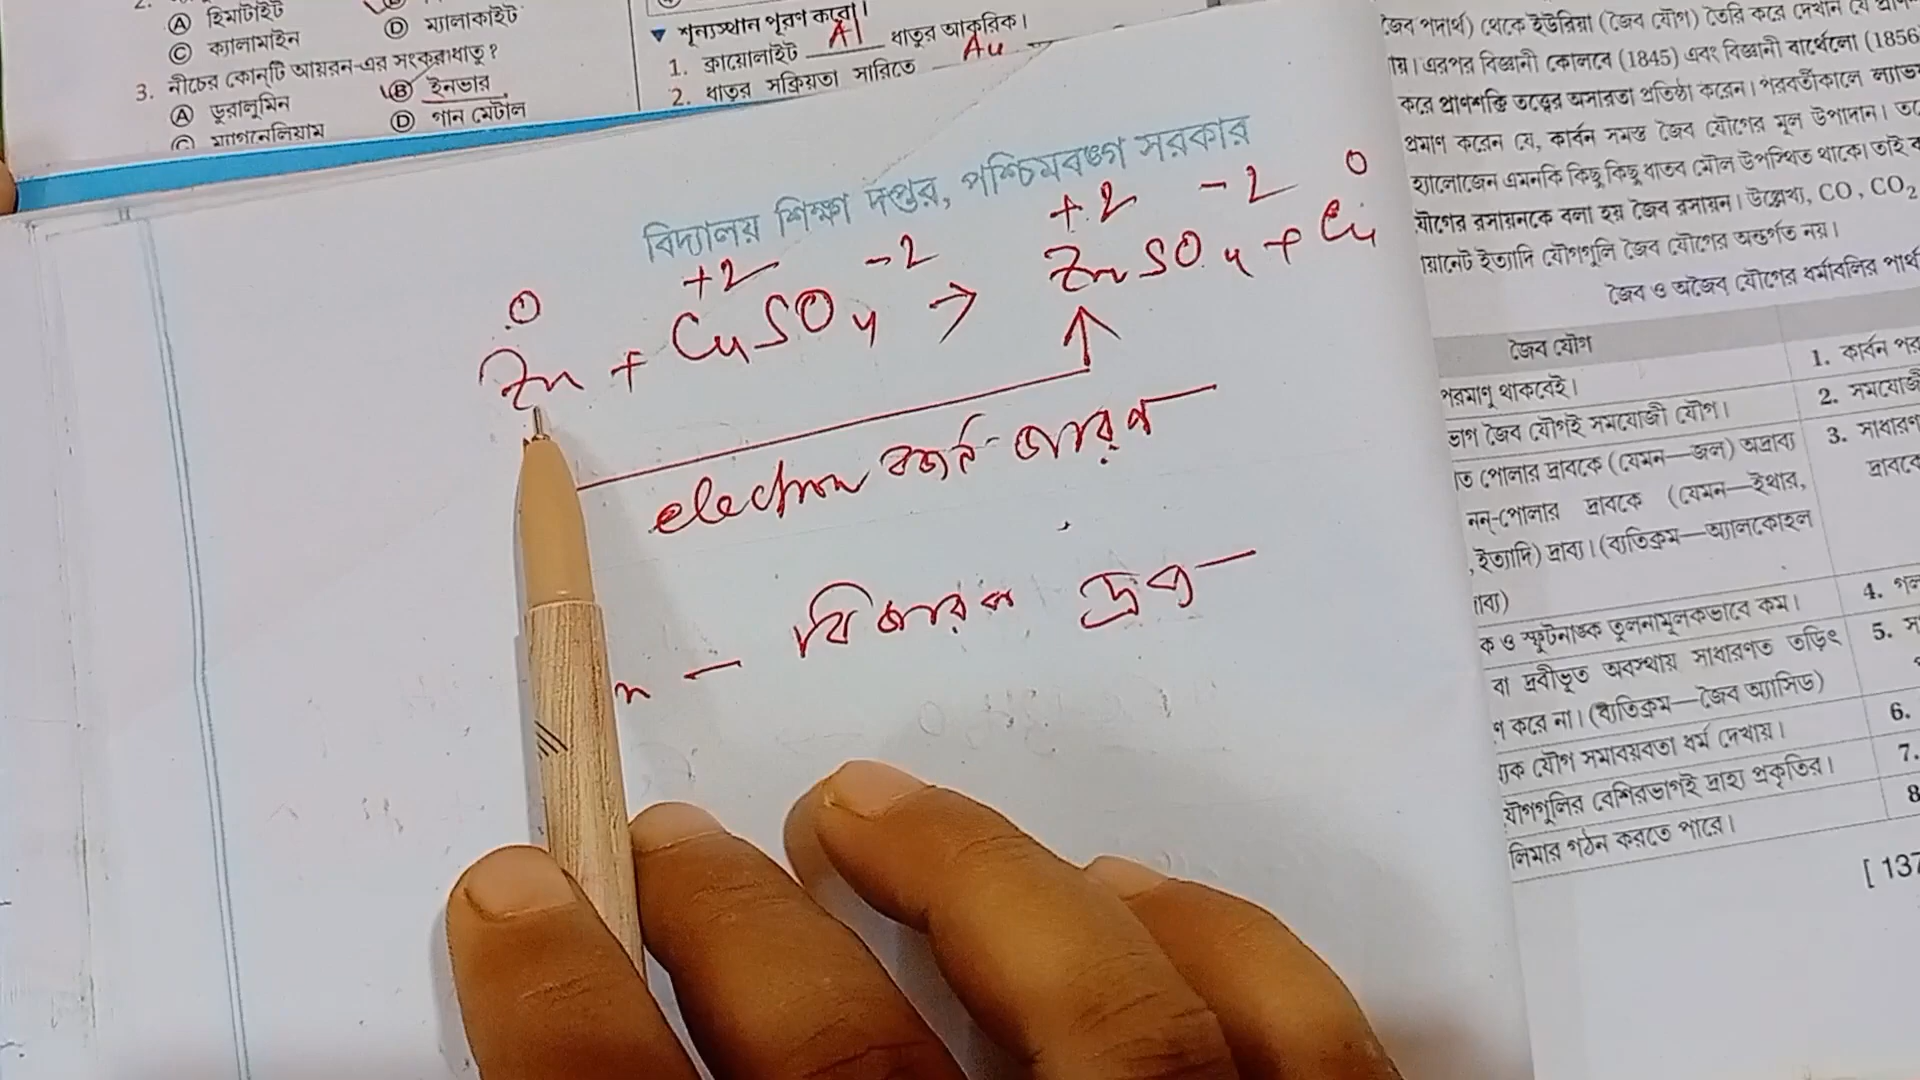 2.
Ⓐ হিমাটাইট
Ⓒ ক্যালামাইন
Ⓓ ম্যালাকাইট
3. নীচের কোন্‌টি আয়রন-এর সংকর ধাতু?
Ⓐ ডুরালুমিন
Ⓑ ইনভার
Ⓒ ম্যাগনেলিয়াম
Ⓓ গান মেটাল
▼ শূন্যস্থান পূরণ করো।
1. ক্রায়োলাইট Al ধাতুর আকরিক।
2. ধাতুর সক্রিয়তা সারিতে Au
বিদ্যালয় শিক্ষা দপ্তর, পশ্চিমবঙ্গ সরকার
0 +2 -2 +2 -2 0
Zn + CuSO4 → ZnSO4 + Cu
electron বর্জন জারণ
n — বিজারক দ্রব্য
জৈব পদার্থ) থেকে ইউরিয়া (জৈব যৌগ) তৈরি করে দেখান যে
য়। এরপর বিজ্ঞানী কোলবে (1845) এবং বিজ্ঞানী বার্থেলো (1856
করে প্রাণশক্তি তত্ত্বের অসারতা প্রতিষ্ঠা করেন। পরবর্তীকালে
প্রমাণ করেন যে, কার্বন সমস্ত জৈব যৌগের মূল উপাদান।
হ্যালোজেন এমনকি কিছু কিছু ধাতব মৌল উপস্থিত থাকে। তাই
যৌগের রসায়নকে বলা হয় জৈব রসায়ন। উল্লেখ্য, CO, CO2
য়ানেট ইত্যাদি যৌগগুলি জৈব যৌগের অন্তর্গত নয়।
জৈব ও অজৈব যৌগের ধর্মাবলির পার্থ
জৈব যৌগ
পরমাণু থাকবেই।
1. কার্বন পর
ভাগ জৈব যৌগই সমযোজী যৌগ।
2. সমযোজী
ত পোলার দ্রাবকে (যেমন—জল) অদ্রাব্য
3. সাধারণ
নন্-পোলার দ্রাবকে (যেমন—ইথার,
দ্রাবকে
, ইত্যাদি) দ্রাব্য। (ব্যতিক্রম—অ্যালকোহল
াব্য)
ক ও স্ফুটনাঙ্ক তুলনামূলকভাবে কম।
4. গল
বা দ্রবীভূত অবস্থায় সাধারণত তড়িৎ
5. স
ণ করে না। (ব্যতিক্রম—জৈব অ্যাসিড)
যৌগ সমাবয়বতা ধর্ম দেখায়।
6.
যৌগগুলির বেশিরভাগই দাহ্য প্রকৃতির।
7.
লিমার গঠন করতে পারে।
8
[ 137